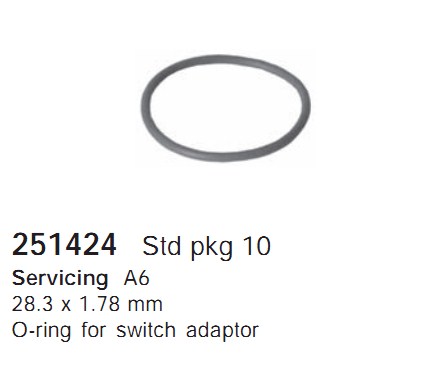 251424 Std pkg 10
Servicing A6
28.3 x 1.78 mm
O-ring for switch adaptor